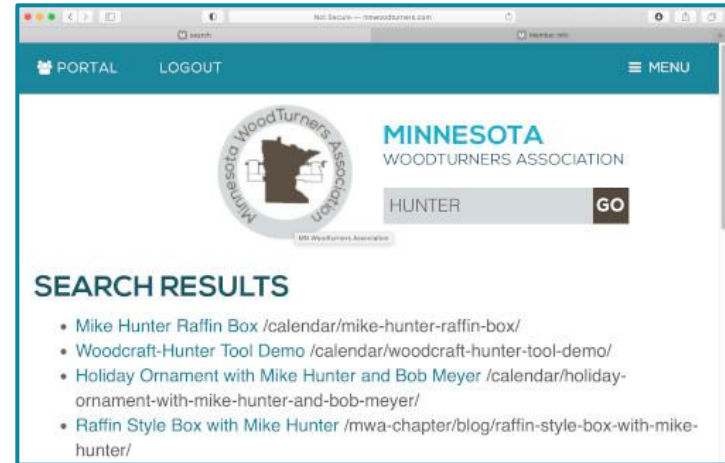 Not Secure — mnwoodturners.com
search
Member Info
PORTAL
LOGOUT
MENU
Minnesota WoodTurners Association
MINNESOTA
WOODTURNERS ASSOCIATION
HUNTER
GO
MN Woodturners Association
SEARCH RESULTS
• Mike Hunter Raffin Box /calendar/mike-hunter-raffin-box/
• Woodcraft-Hunter Tool Demo /calendar/woodcraft-hunter-tool-demo/
• Holiday Ornament with Mike Hunter and Bob Meyer /calendar/holiday-
ornament-with-mike-hunter-and-bob-meyer/
• Raffin Style Box with Mike Hunter /mwa-chapter/blog/raffin-style-box-with-mike-
hunter/